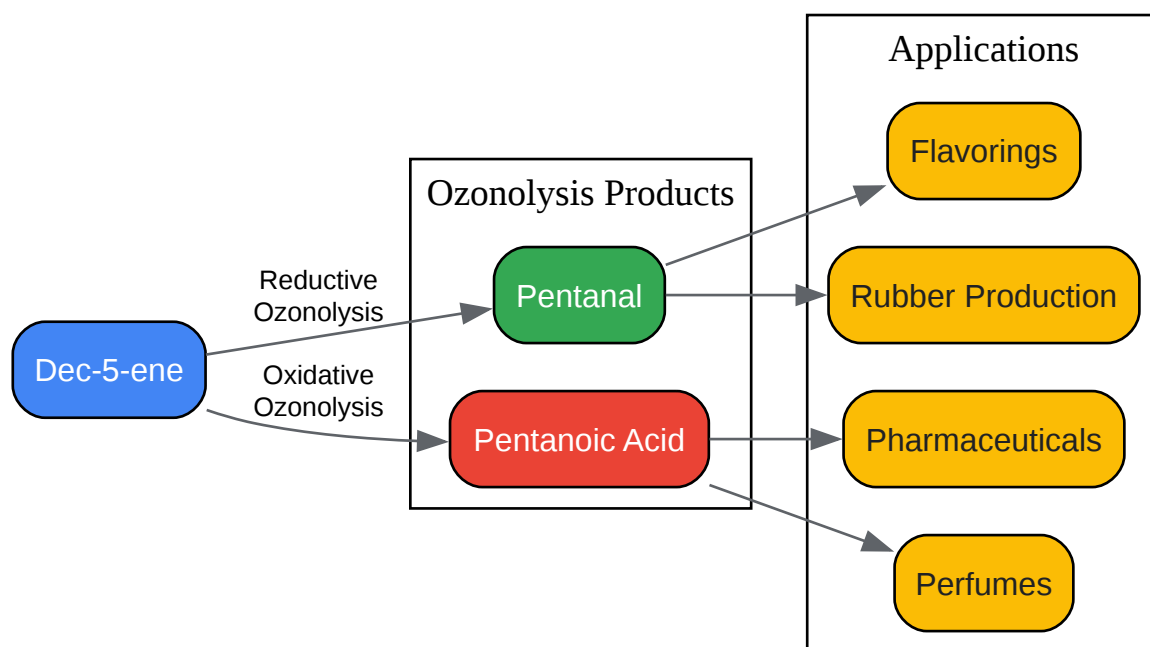 Applications
Flavorings
Ozonolysis Products
Reductive
Ozonolysis
Pentanal
Rubber Production
Dec-5-ene
Oxidative
Ozonolysis
Pentanoic Acid
Pharmaceuticals
Perfumes